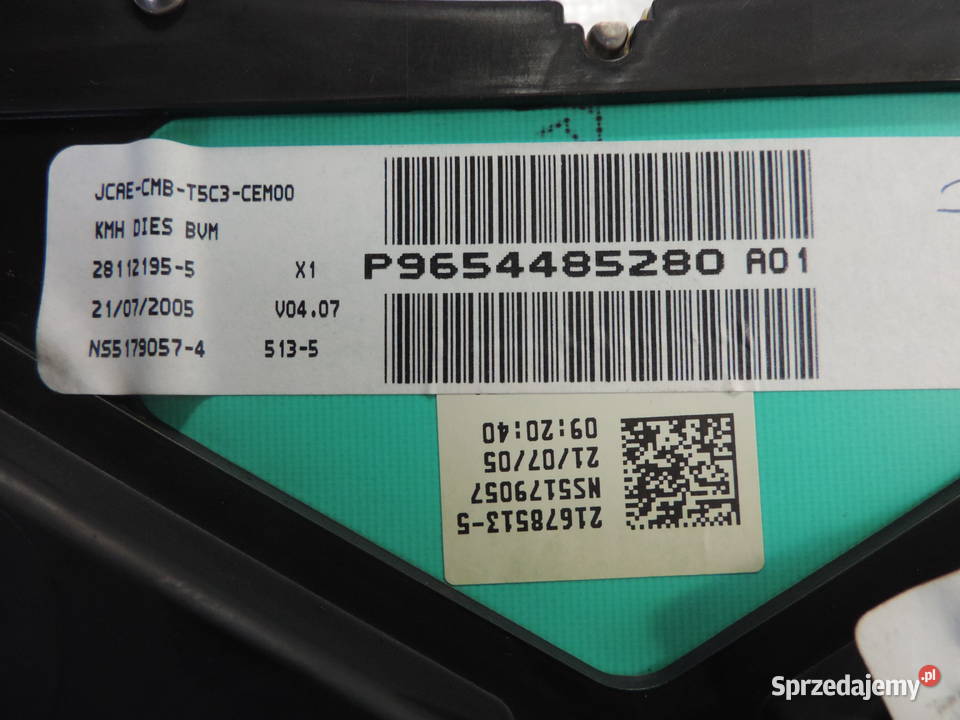 JCAE-CMB-T5C3-CEM00
KMH DIES BVM
28112195-5 X1 P9654485280 A01
21/07/2005 V04.07
NS5179057-4 513-5
21678513-5
NS5179057
21/07/05
09:20:40
Sprzedajemy.pl